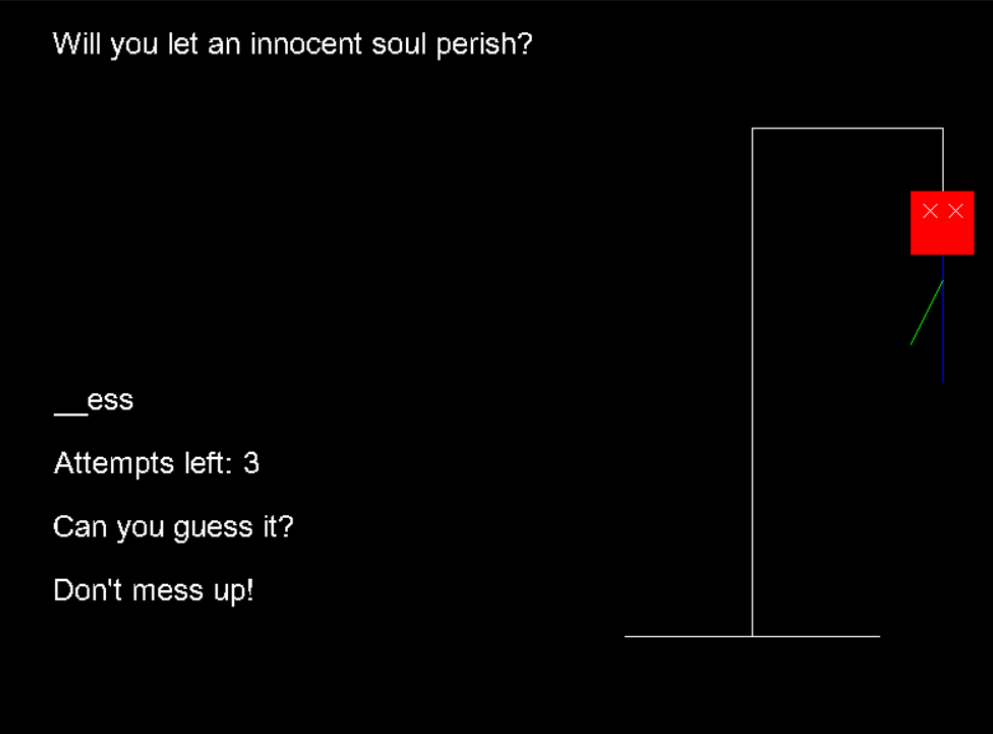 Will you let an innocent soul perish?
__ess
Attempts left: 3
Can you guess it?
Don't mess up!